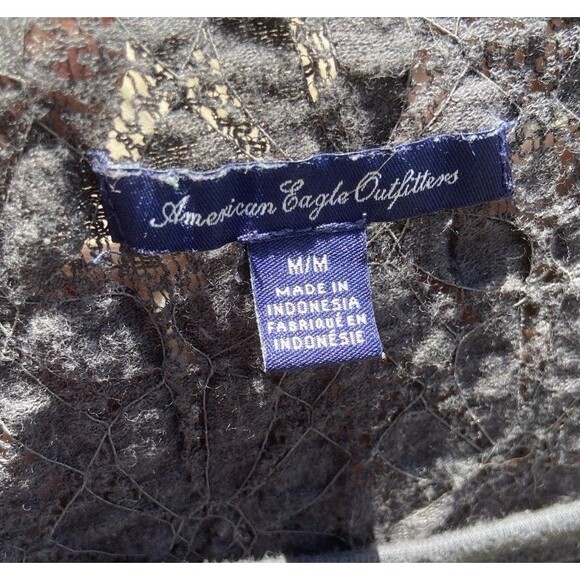 American Eagle Outfitters
M/M
MADE IN
INDONESIA
FABRIQUÉ EN
INDONÉSIE